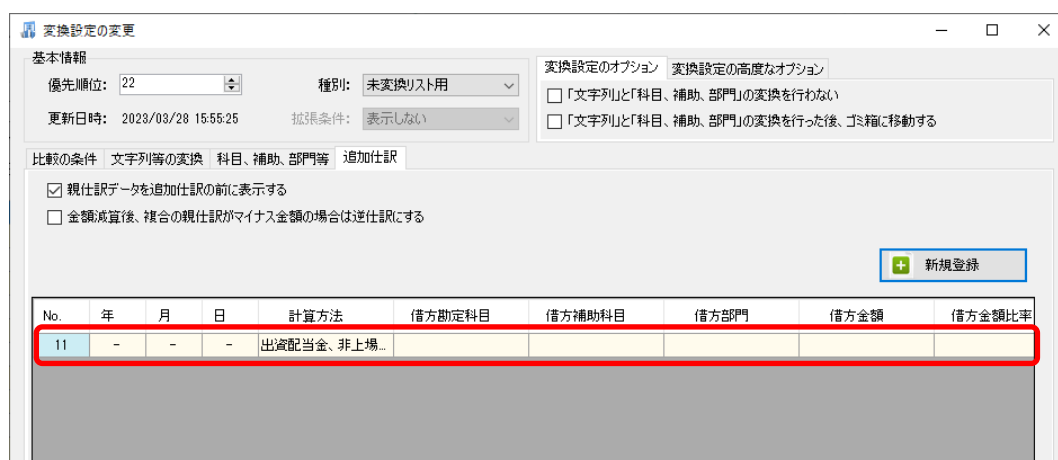 変換設定の変更
基本情報
優先順位: 22
種別: 未変換リスト用
更新日時: 2023/03/28 15:55:25
拡張条件: 表示しない
変換設定のオプション 変換設定の高度なオプション
「文字列」と「科目、補助、部門」の変換を行わない
「文字列」と「科目、補助、部門」の変換を行った後、ゴミ箱に移動する
比較の条件 文字列等の変換 科目、補助、部門等 追加仕訳
親仕訳データを追加仕訳の前に表示する
金額減算後、複合の親仕訳がマイナス金額の場合は逆仕訳にする
新規登録
No. 年 月 日 計算方法 借方勘定科目 借方補助科目 借方部門 借方金額 借方金額比率
11 - - - 出資配当金、非上場...